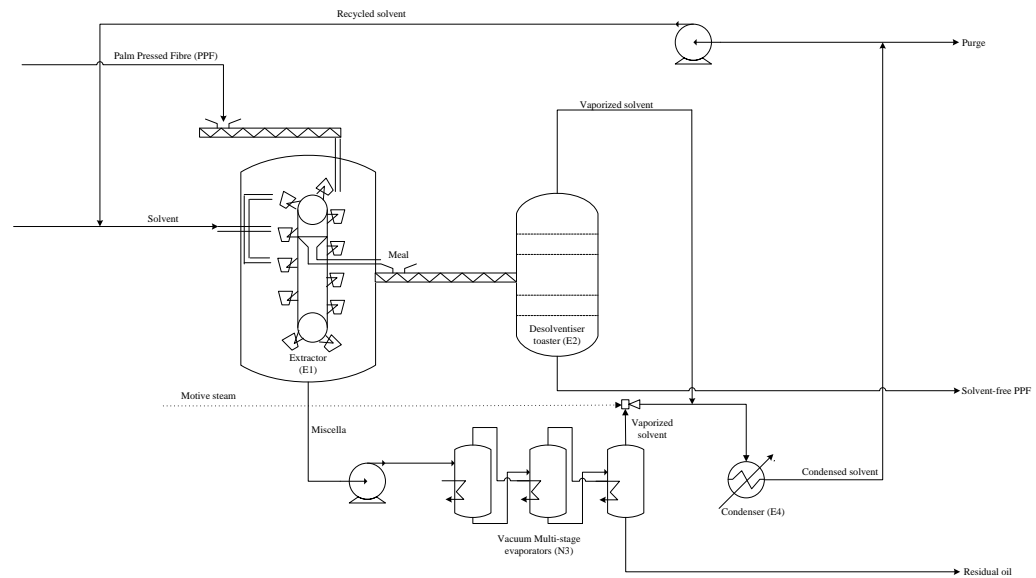 Recycled solvent
Purge
Palm Pressed Fibre (PPF)
Vaporized solvent
Solvent
Meal
Desolventiser
toaster (E2)
Extractor
(E1)
Solvent-free PPF
Motive steam
Vaporized
solvent
Miscella
Condensed solvent
Condenser (E4)
Vacuum Multi-stage
evaporators (N3)
Residual oil